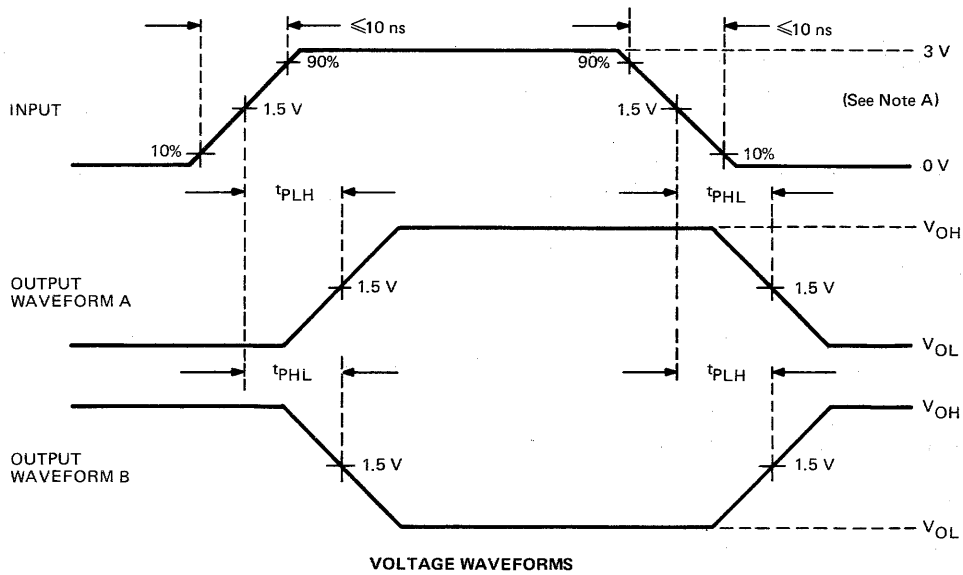 ≤10 ns
≤10 ns
3 V
90%
90%
INPUT
1.5 V
1.5 V
(See Note A)
10%
10%
0 V
tPLH
tPHL
VOH
OUTPUT
WAVEFORM A
1.5 V
1.5 V
VOL
tPHL
tPLH
VOH
OUTPUT
WAVEFORM B
1.5 V
1.5 V
VOL
VOLTAGE WAVEFORMS